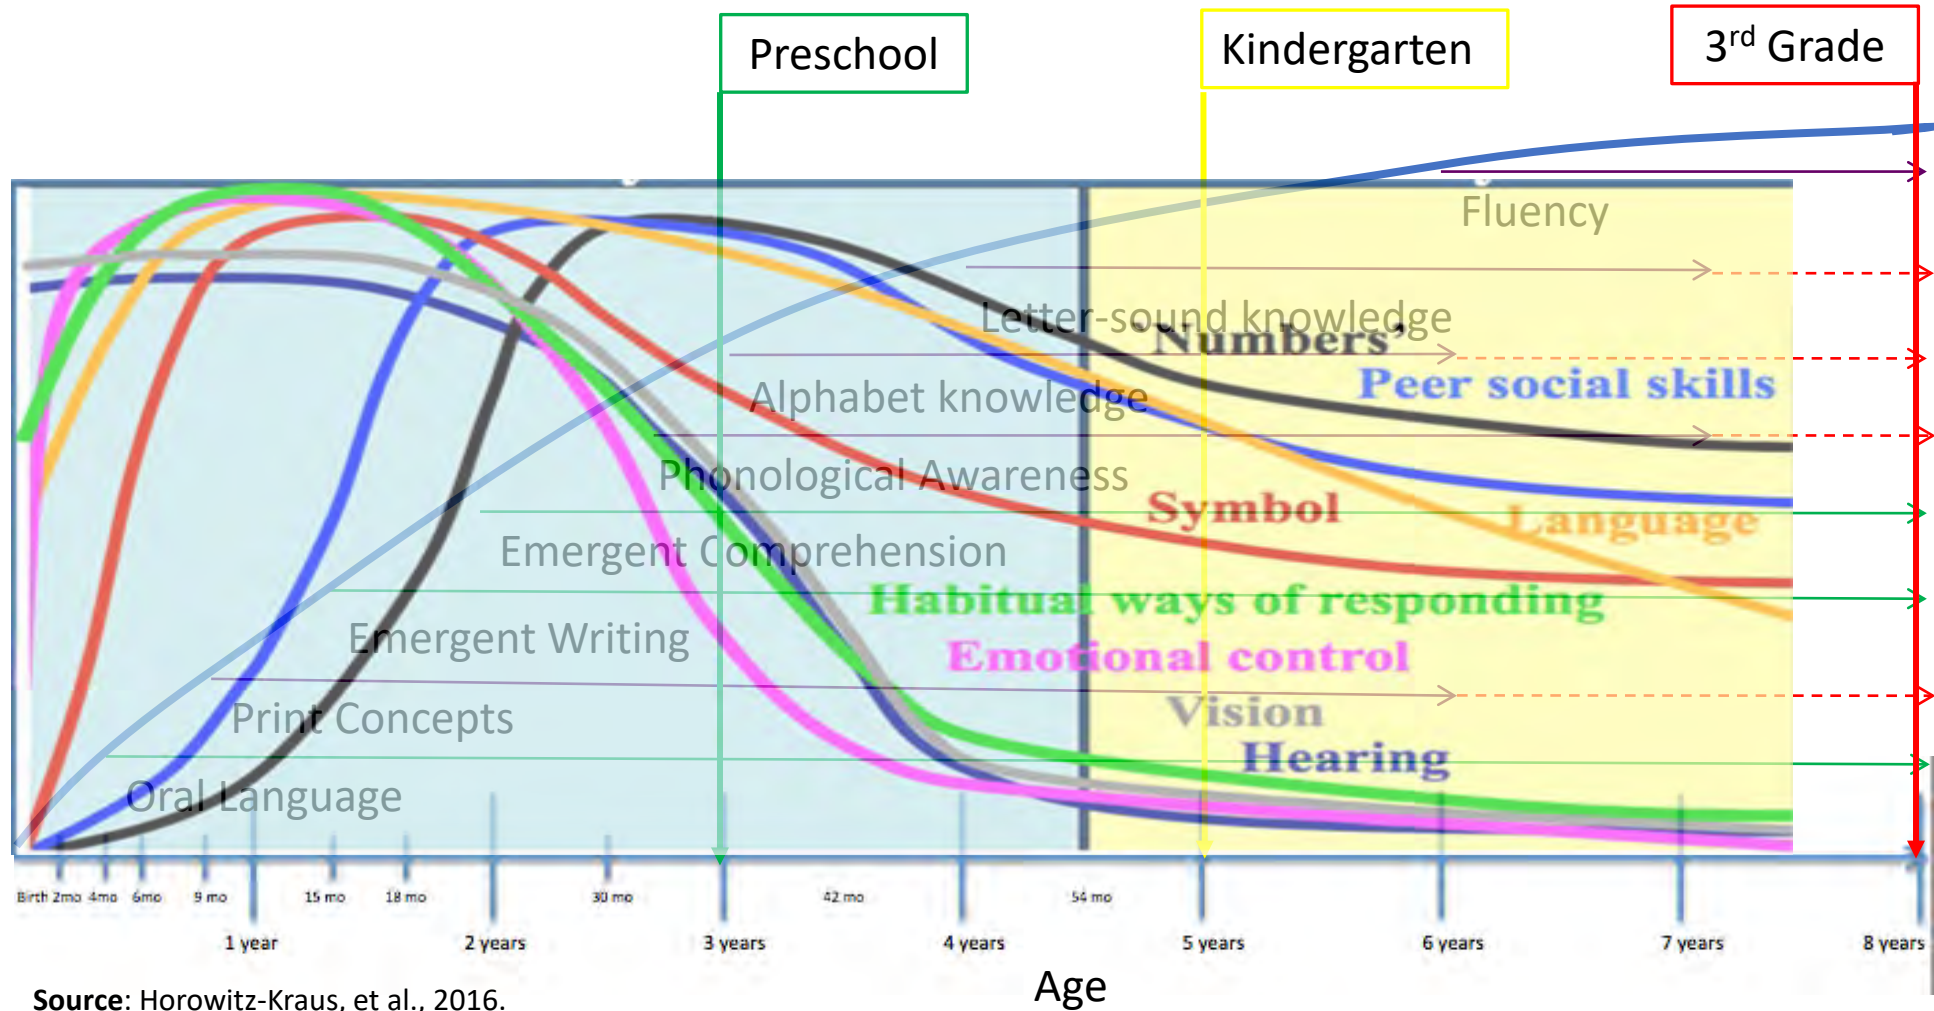 Preschool
Kindergarten
3rd Grade
Fluency
Letter-sound knowledge
'Numbers'
Peer social skills
Alphabet knowledge
Phonological Awareness
Symbol
Language
Emergent Comprehension
Habitual ways of responding
Emergent Writing
Emotional control
Print Concepts
Vision
Hearing
Oral Language
Birth 2mo 4mo 6mo 9 mo 15 mo 18 mo 30 mo 42 mo 54 mo
1 year 2 years 3 years 4 years 5 years 6 years 7 years 8 years
Age
Source: Horowitz-Kraus, et al., 2016.